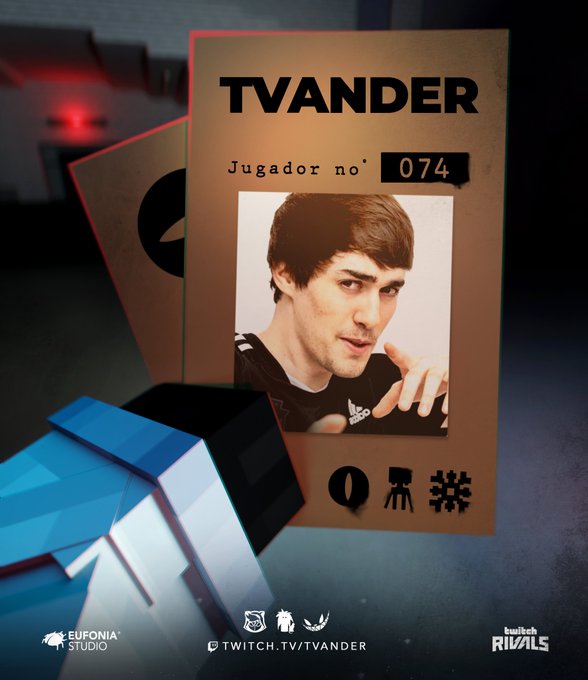 TVANDER
Jugador no° 074
EUFONIA®
STUDIO
TWITCH.TV/TVANDER
twitch
RIVALS